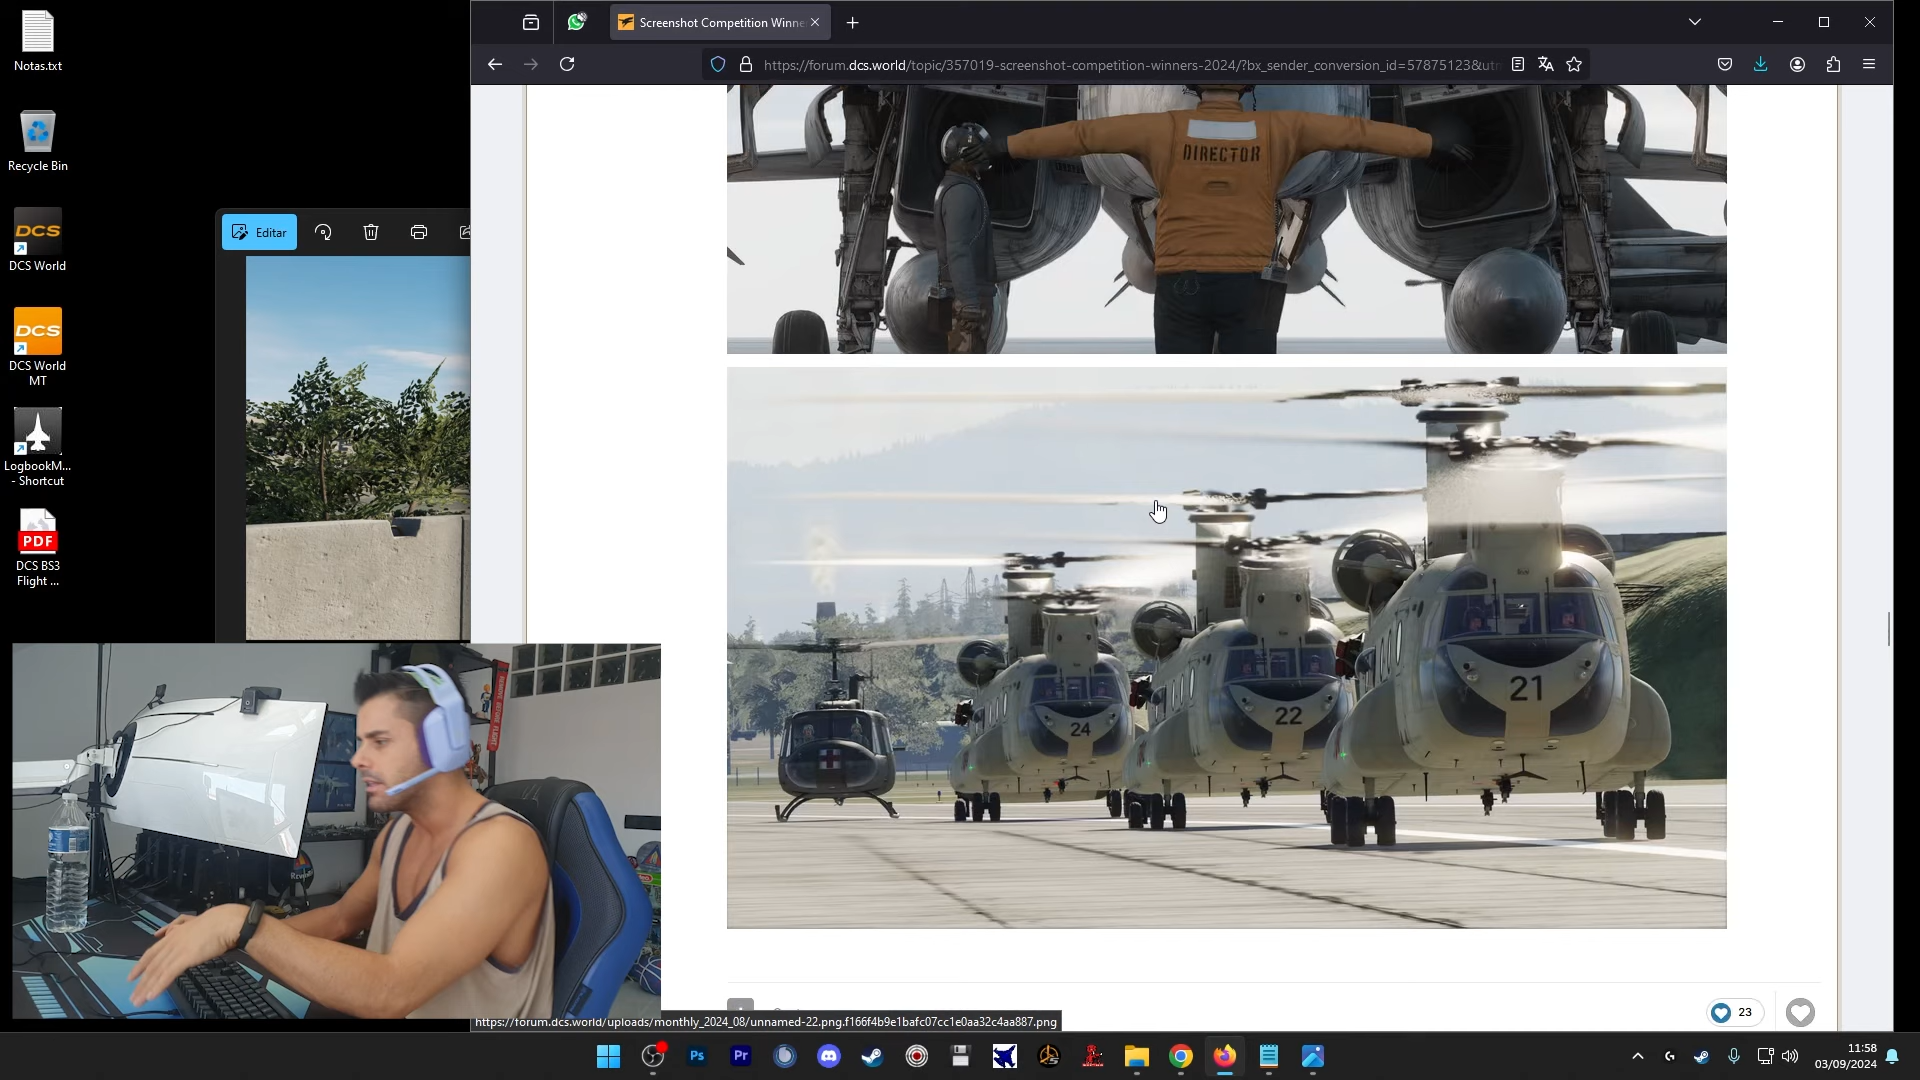 Screenshot Competition Winne
https://forum.dcs.world/topic/357019-screenshot-competition-winners-2024/?bx_sender_conversion_id=57875123&utm
Notas.txt
Recycle Bin
DCS
DCS World
DCS
DCS World
MT
LogbookM...
- Shortcut
PDF
DCS BS3
Flight ...
Editar
DIRECTOR
21
22
24
23
https://forum.dcs.world/uploads/monthly_2024_08/unnamed-22.png.f166f4b9e1bafc07cc1e0aa32c4aa887.png
Ps
Pr
11:58
03/09/2024